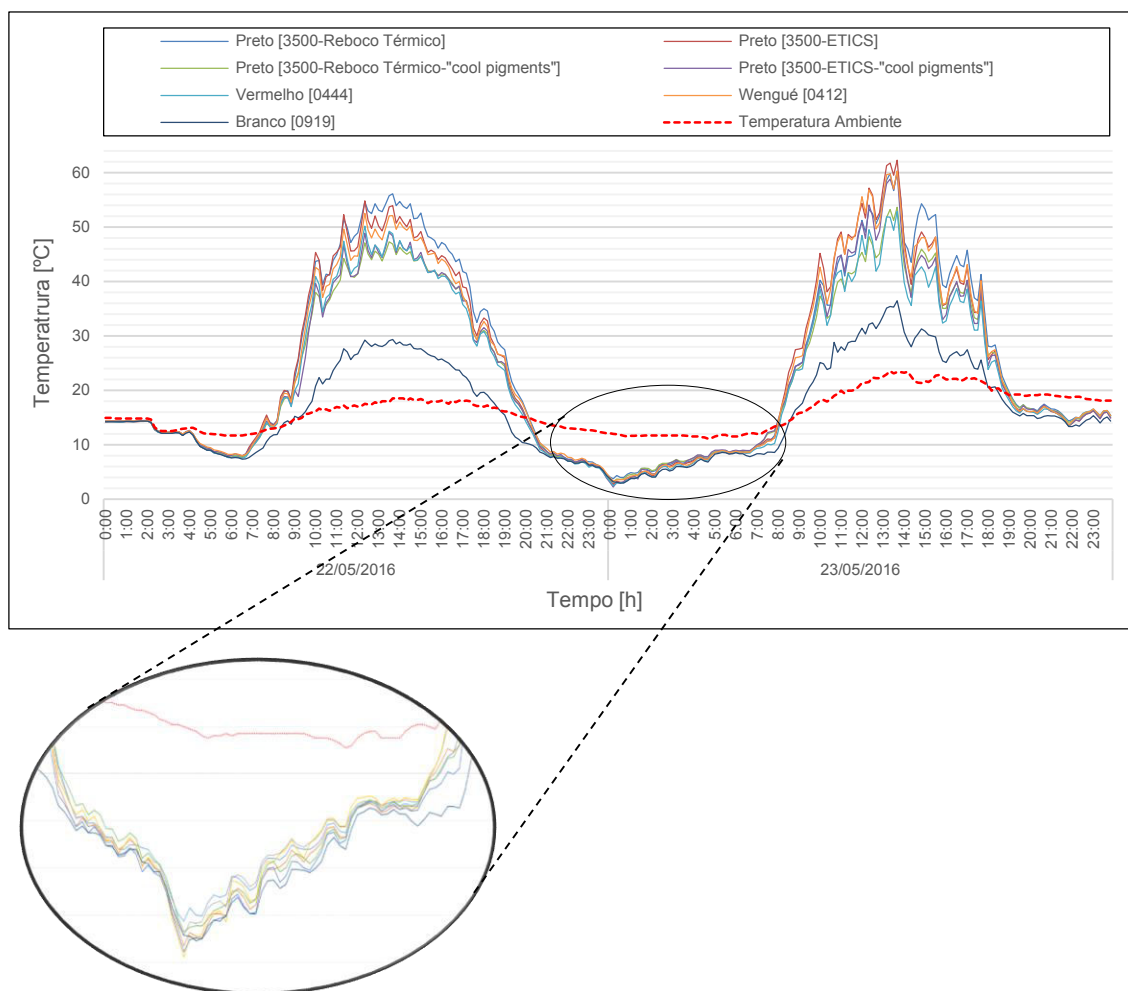 Preto [3500-Reboco Térmico] Preto [3500-ETICS]
Preto [3500-Reboco Térmico-"cool pigments"] Preto [3500-ETICS-"cool pigments"]
Vermelho [0444] Wengué [0412]
Branco [0919] Temperatura Ambiente
60
50
40
30
20
10
0
Temperatrura [ºC]
0:00 1:00 2:00 3:00 4:00 5:00 6:00 7:00 8:00 9:00 10:00 11:00 12:00 13:00 14:00 15:00 16:00 17:00 18:00 19:00 20:00 21:00 22:00 23:00 0:00 1:00 2:00 3:00 4:00 5:00 6:00 7:00 8:00 9:00 10:00 11:00 12:00 13:00 14:00 15:00 16:00 17:00 18:00 19:00 20:00 21:00 22:00 23:00
22/05/2016 23/05/2016
Tempo [h]